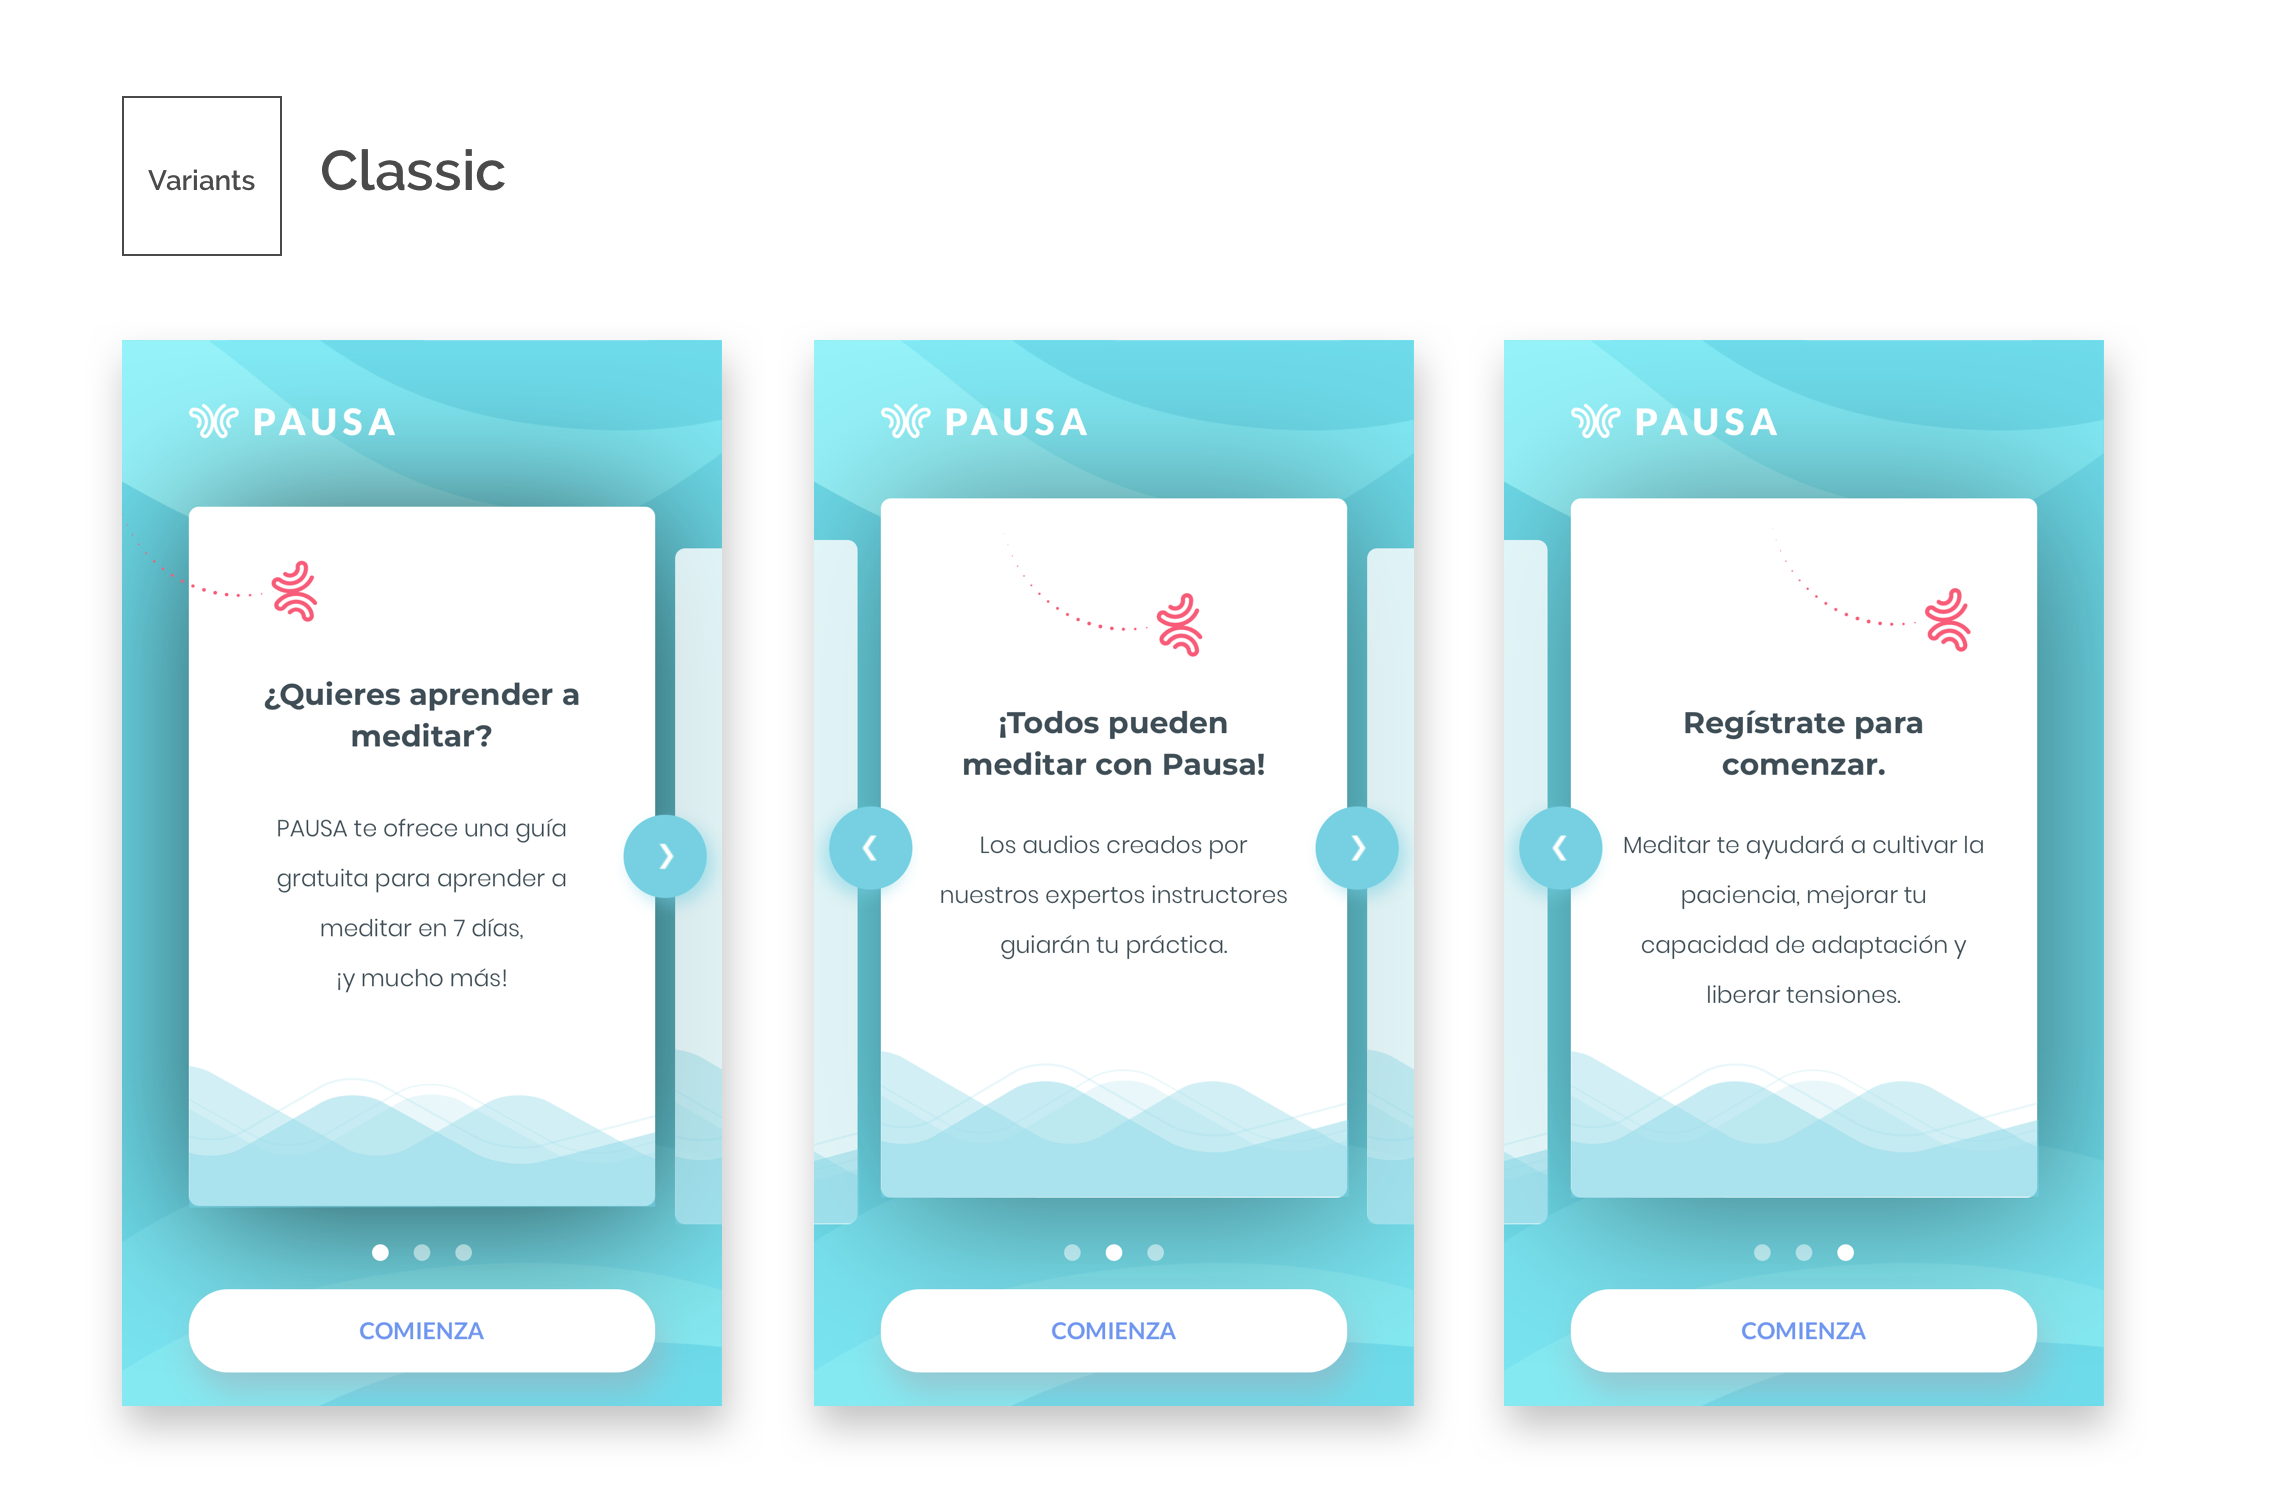 Variants
Classic
PAUSA
¿Quieres aprender a
meditar?
PAUSA te ofrece una guía
gratuita para aprender a
meditar en 7 días,
¡y mucho más!
COMIENZA
PAUSA
¡Todos pueden
meditar con Pausa!
Los audios creados por
nuestros expertos instructores
guiarán tu práctica.
COMIENZA
PAUSA
Regístrate para
comenzar.
Meditar te ayudará a cultivar la
paciencia, mejorar tu
capacidad de adaptación y
liberar tensiones.
COMIENZA